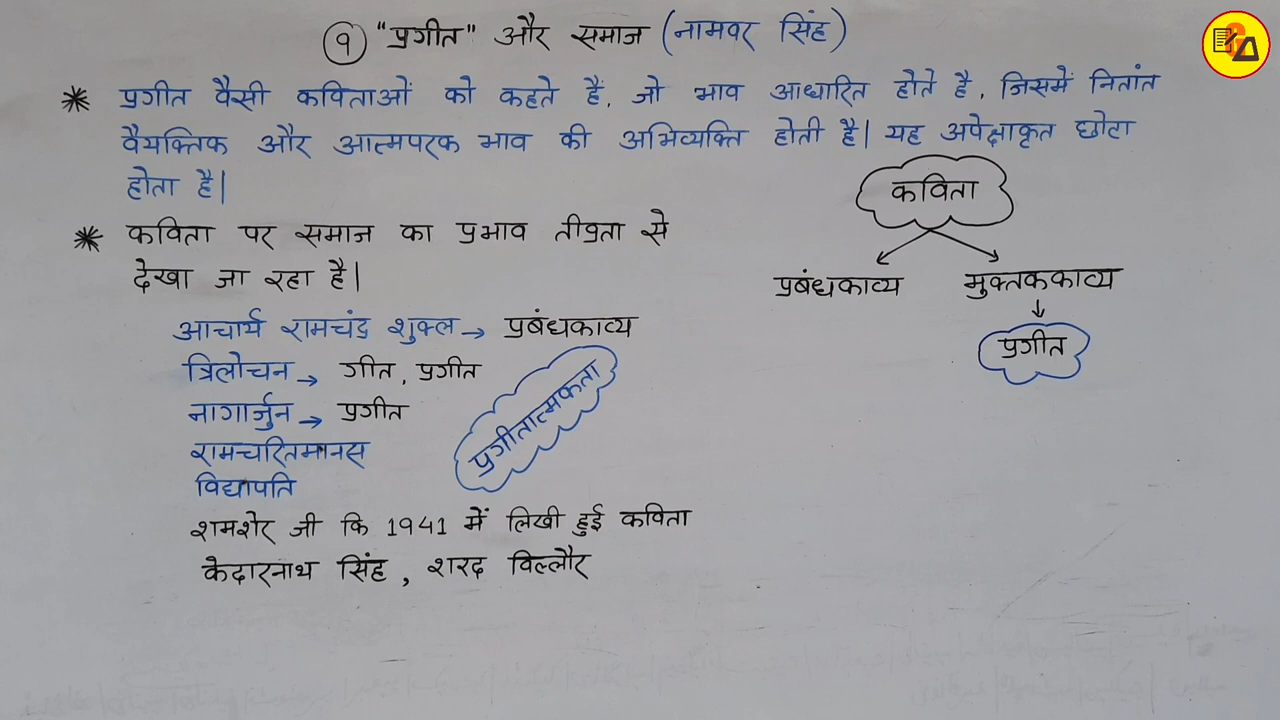 ९ "प्रगीत" और समाज (नामवर सिंह)
* प्रगीत वैसी कविताओं को कहते हैं, जो भाव आधारित होते है, जिसमें नितांत
वैयक्तिक और आत्मपरक भाव की अभिव्यक्ति होती है। यह अपेक्षाकृत छोटा
होता है।
* कविता पर समाज का प्रभाव तीव्रता से
देखा जा रहा है।
आचार्य रामचंद्र शुक्ल → प्रबंधकाव्य
त्रिलोचन → गीत, प्रगीत
नागार्जुन → प्रगीत
रामचरितमानस
विद्यापति
शमशेर जी कि 1941 में लिखी हुई कविता
केदारनाथ सिंह, शरद विल्लौर
प्रगीतात्मकता
कविता
प्रबंधकाव्य मुक्तककाव्य
प्रगीत